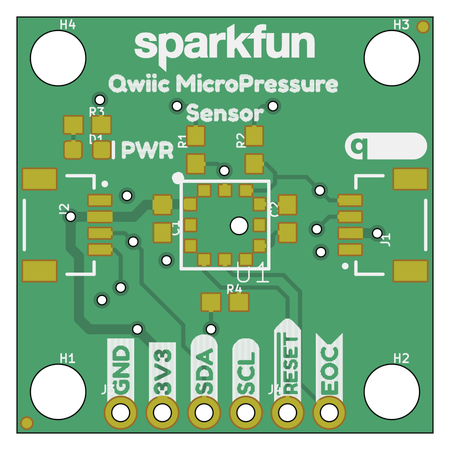 H4
H3
sparkfun
Qwiic MicroPressure
Sensor
R3
R1
R2
D1
PWR
q
J2
C1
C2
J1
U1
R4
H1
H2
GND
3V3
SDA
SCL
RESET
EOC